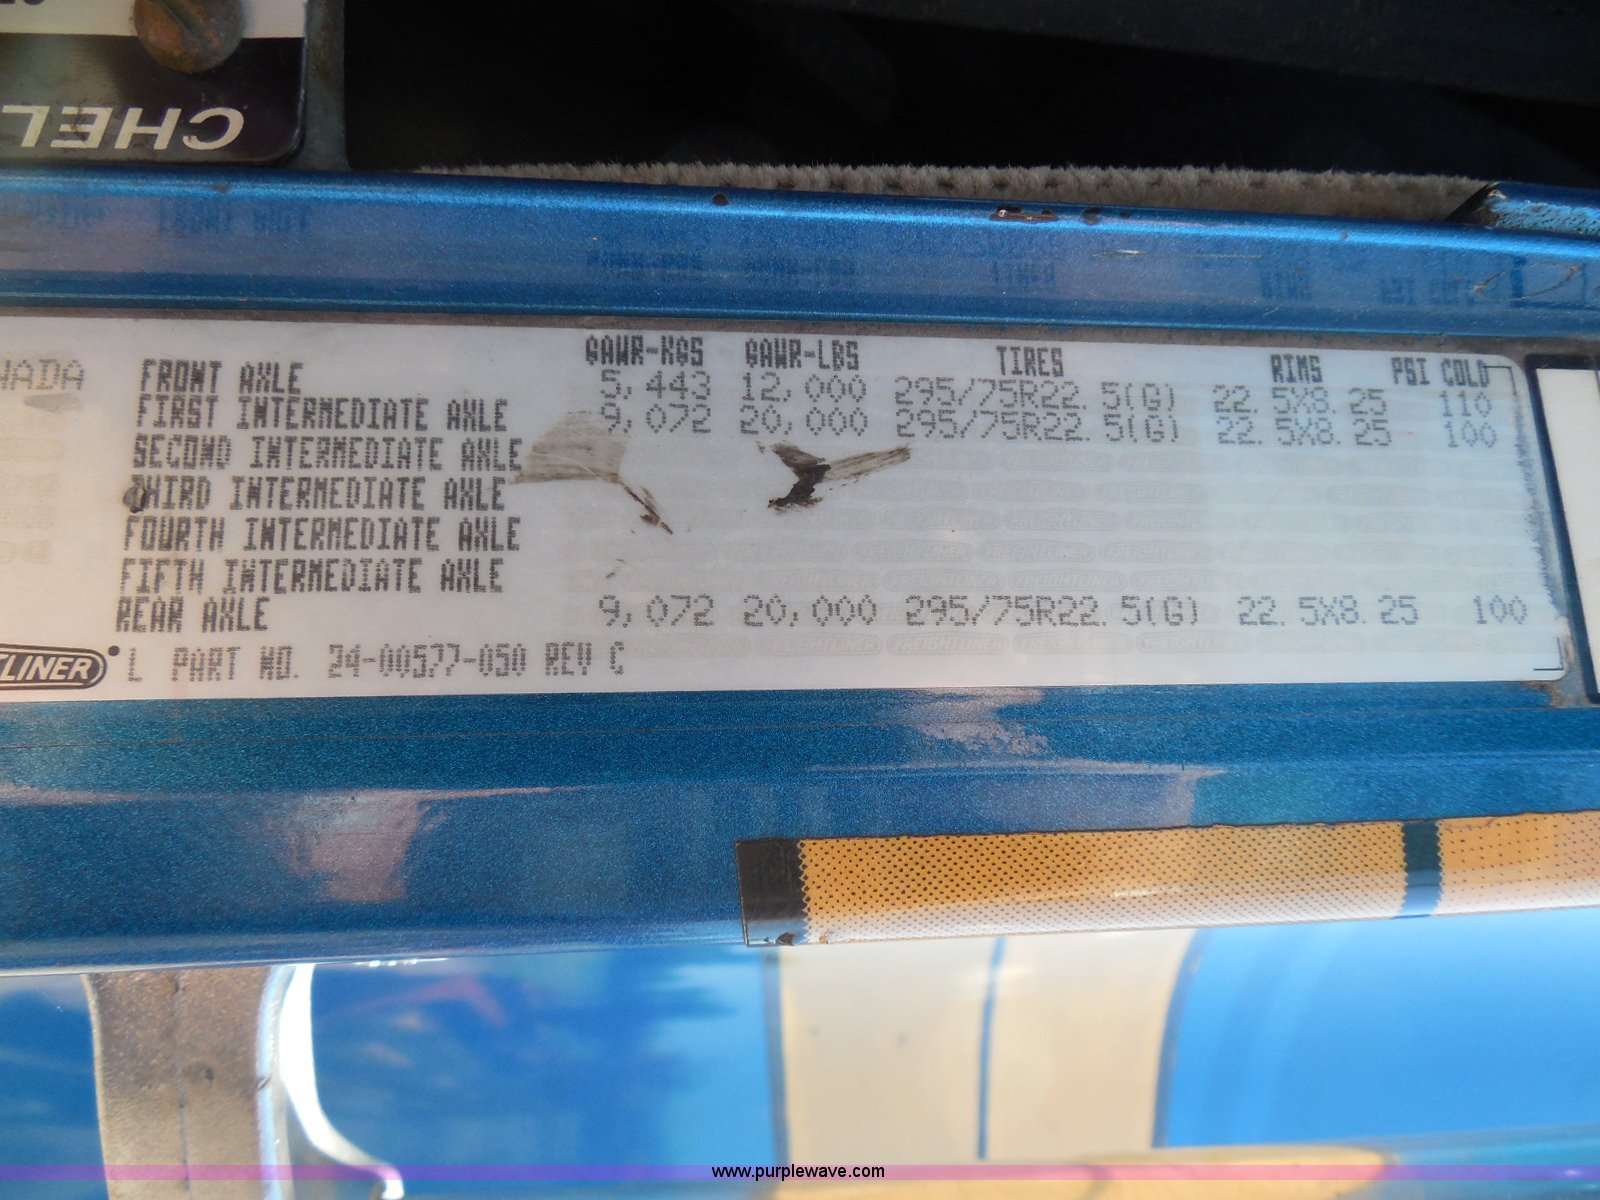 CHEL
GAWR-KGS GAWR-LBS TIRES RIMS PSI COLD
NADA FRONT AXLE 5,443 12,000 295/75R22.5(G) 22.5X8.25 110
FIRST INTERMEDIATE AXLE 9,072 20,000 295/75R22.5(G) 22.5X8.25 100
SECOND INTERMEDIATE AXLE
THIRD INTERMEDIATE AXLE
FOURTH INTERMEDIATE AXLE
FIFTH INTERMEDIATE AXLE
REAR AXLE 9,072 20,000 295/75R22.5(G) 22.5X8.25 100
TLINER L PART NO. 24-00577-050 REV C
www.purplewave.com